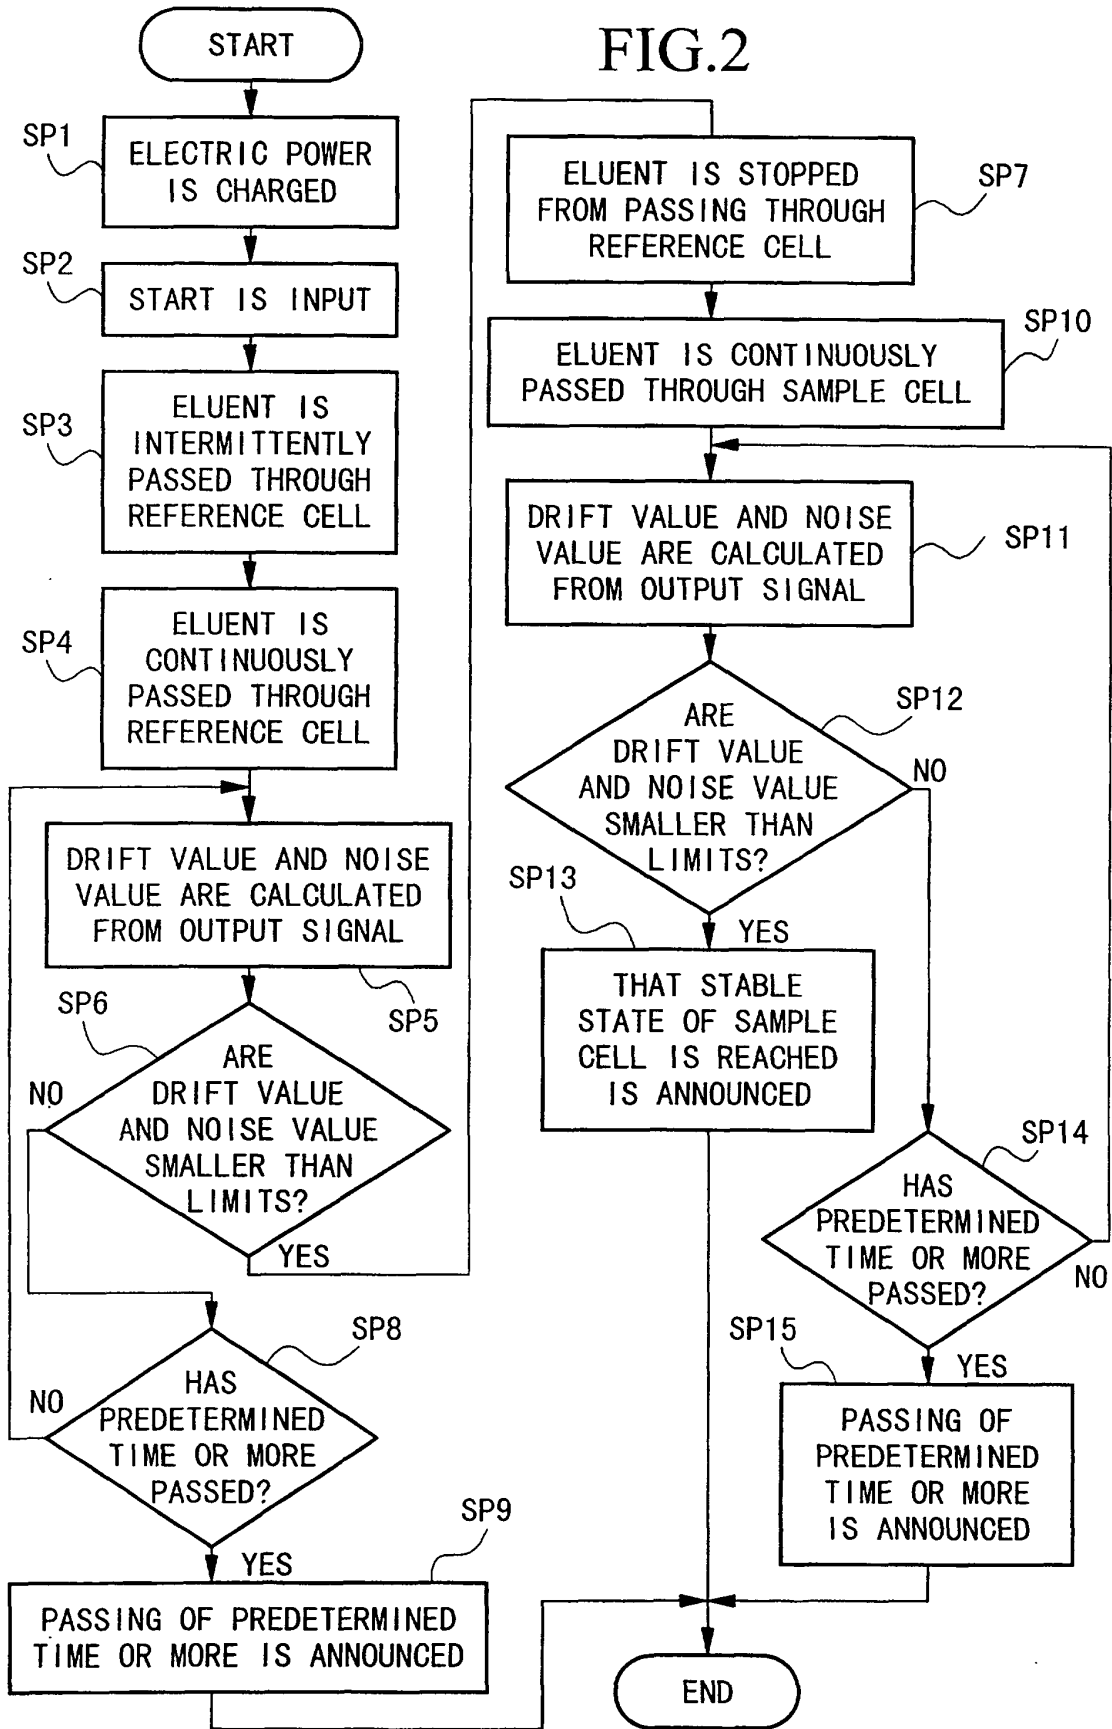 FIG.2
START
SP1
ELECTRIC POWER
IS CHARGED
SP2
START IS INPUT
SP3
ELUENT IS
INTERMITTENTLY
PASSED THROUGH
REFERENCE CELL
SP4
ELUENT IS
CONTINUOUSLY
PASSED THROUGH
REFERENCE CELL
DRIFT VALUE AND NOISE
VALUE ARE CALCULATED
FROM OUTPUT SIGNAL
SP5
SP6
ARE
DRIFT VALUE
AND NOISE VALUE
SMALLER THAN
LIMITS?
NO
YES
SP8
HAS
PREDETERMINED
TIME OR MORE
PASSED?
NO
YES
SP9
PASSING OF PREDETERMINED
TIME OR MORE IS ANNOUNCED
SP7
ELUENT IS STOPPED
FROM PASSING THROUGH
REFERENCE CELL
SP10
ELUENT IS CONTINUOUSLY
PASSED THROUGH SAMPLE CELL
SP11
DRIFT VALUE AND NOISE
VALUE ARE CALCULATED
FROM OUTPUT SIGNAL
SP12
ARE
DRIFT VALUE
AND NOISE VALUE
SMALLER THAN
LIMITS?
NO
YES
SP13
THAT STABLE
STATE OF SAMPLE
CELL IS REACHED
IS ANNOUNCED
SP14
HAS
PREDETERMINED
TIME OR MORE
PASSED?
NO
YES
SP15
PASSING OF
PREDETERMINED
TIME OR MORE
IS ANNOUNCED
END